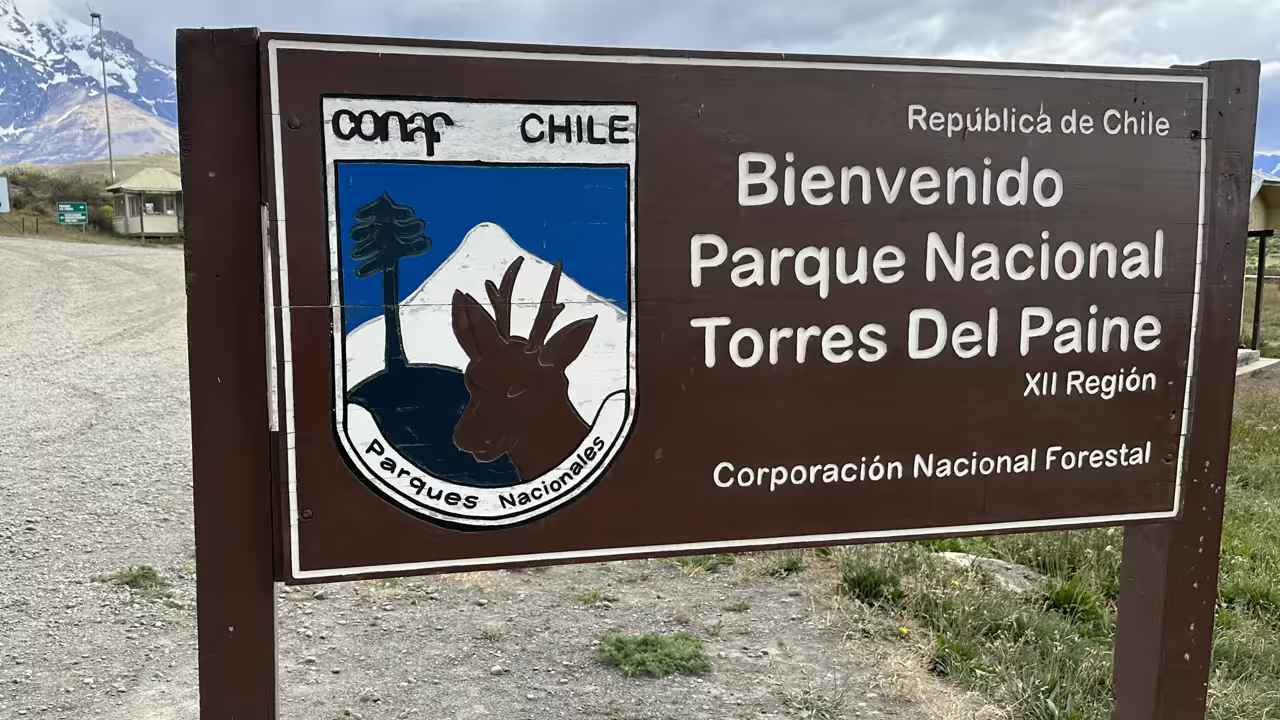 conaf CHILE
Parques Nacionales
República de Chile
Bienvenido
Parque Nacional
Torres Del Paine
XII Región
Corporación Nacional Forestal